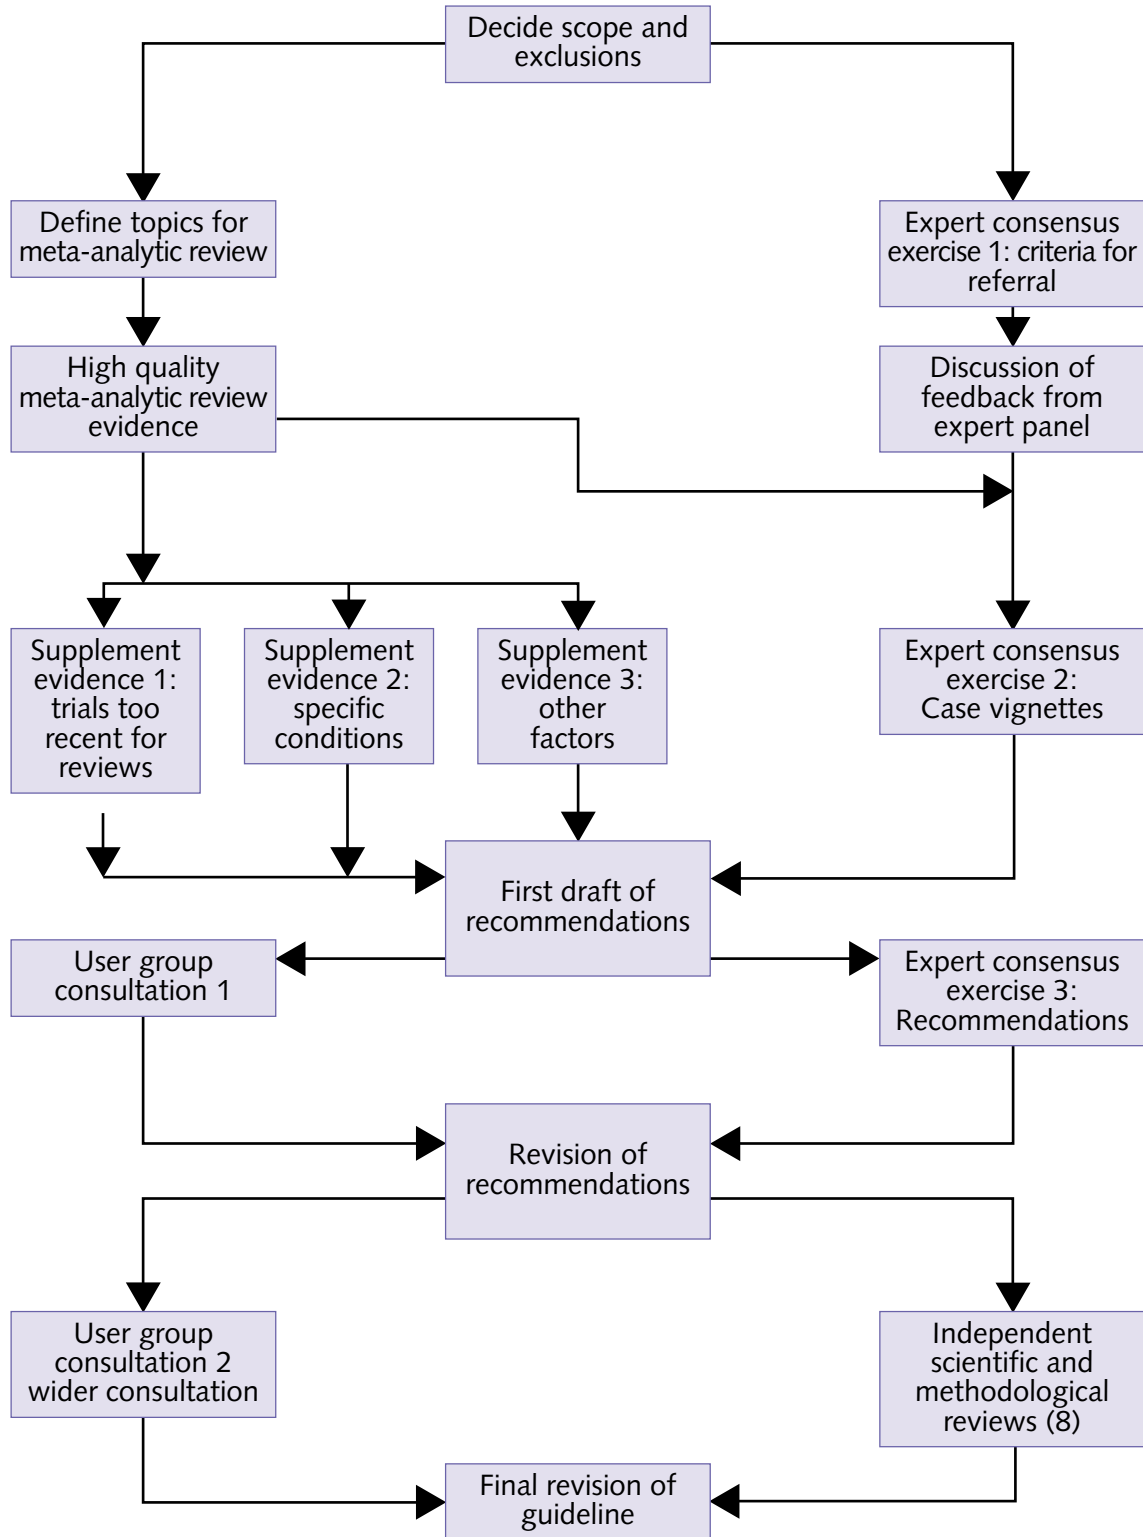 Decide scope and
exclusions
Define topics for
meta-analytic review
Expert consensus
exercise 1: criteria for
referral
High quality
meta-analytic review
evidence
Discussion of
feedback from
expert panel
Supplement
evidence 1:
trials too
recent for
reviews
Supplement
evidence 2:
specific
conditions
Supplement
evidence 3:
other
factors
Expert consensus
exercise 2:
Case vignettes
First draft of
recommendations
User group
consultation 1
Expert consensus
exercise 3:
Recommendations
Revision of
recommendations
User group
consultation 2
wider consultation
Independent
scientific and
methodological
reviews (8)
Final revision of
guideline